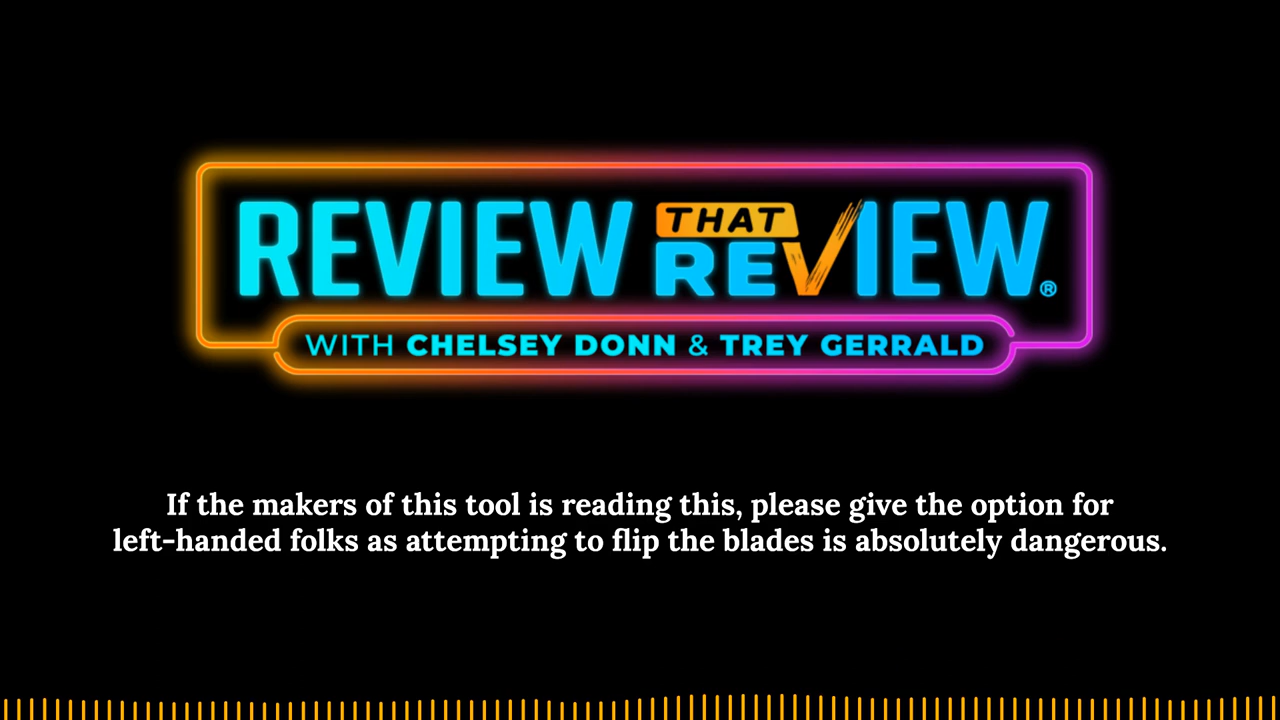 REVIEW THAT REVIEW®
WITH CHELSEY DONN & TREY GERRALD
If the makers of this tool is reading this, please give the option for
left-handed folks as attempting to flip the blades is absolutely dangerous.